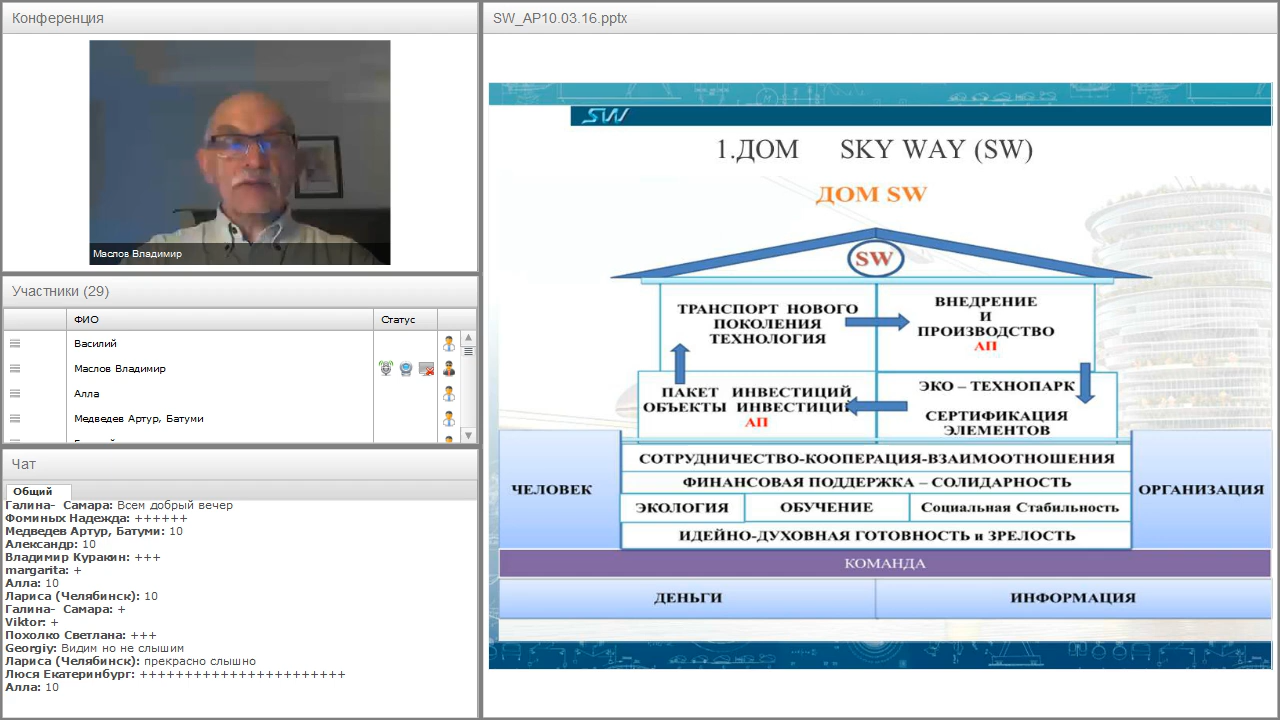 Конференция
Маслов Владимир
Участники (29)
ФИО
Статус
Василий
Маслов Владимир
Алла
Медведев Артур, Батуми
Чат
Общий
Галина- Самара: Всем добрый вечер
Фоминых Надежда: ++++++
Медведев Артур, Батуми: 10
Александр: 10
Владимир Куракин: +++
margarita: +
Алла: 10
Лариса (Челябинск): 10
Галина- Самара: +
Viktor: +
Похолко Светлана: +++
Georgiy: Видим но не слышим
Лариса (Челябинск): прекрасно слышно
Люся Екатеринбург: +++++++++++++++++++++++
Алла: 10
SW_AP10.03.16.pptx
SW
1.ДОМ SKY WAY (SW)
ДОМ SW
SW
ТРАНСПОРТ НОВОГО
ПОКОЛЕНИЯ
ТЕХНОЛОГИЯ
ВНЕДРЕНИЕ
И
ПРОИЗВОДСТВО
АП
ПАКЕТ ИНВЕСТИЦИЙ
ОБЪЕКТЫ ИНВЕСТИЦИЙ
АП
ЭКО – ТЕХНОПАРК
СЕРТИФИКАЦИЯ
ЭЛЕМЕНТОВ
ЧЕЛОВЕК
СОТРУДНИЧЕСТВО-КООПЕРАЦИЯ-ВЗАИМООТНОШЕНИЯ
ФИНАНСОВАЯ ПОДДЕРЖКА – СОЛИДАРНОСТЬ
ЭКОЛОГИЯ
ОБУЧЕНИЕ
Социальная Стабильность
ИДЕЙНО-ДУХОВНАЯ ГОТОВНОСТЬ и ЗРЕЛОСТЬ
ОРГАНИЗАЦИЯ
КОМАНДА
ДЕНЬГИ
ИНФОРМАЦИЯ